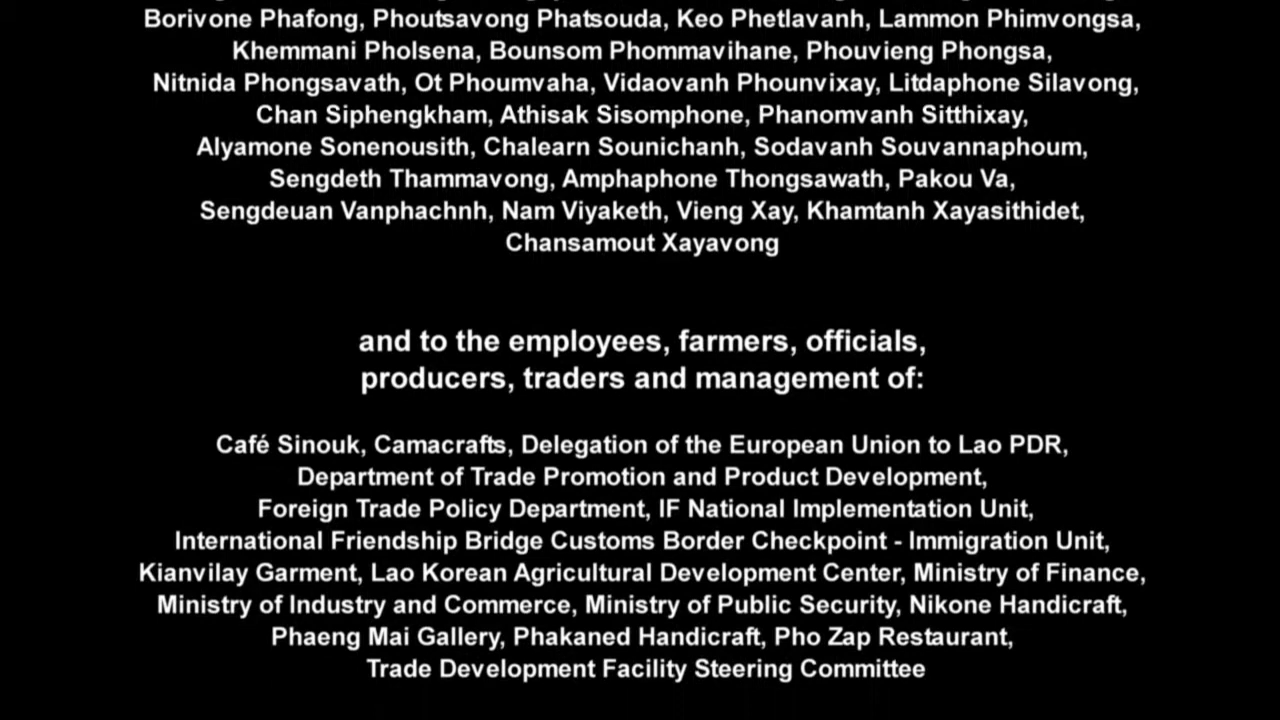 Borivone Phafong, Phoutsavong Phatsouda, Keo Phetlavanh, Lammon Phimvongsa,
Khemmani Pholsena, Bounsom Phommavihane, Phouvieng Phongsa,
Nitnida Phongsavath, Ot Phoumvaha, Vidaovanh Phounvixay, Litdaphone Silavong,
Chan Siphengkham, Athisak Sisomphone, Phanomvanh Sitthixay,
Alyamone Sonenousith, Chalearn Sounichanh, Sodavanh Souvannaphoum,
Sengdeth Thammavong, Amphaphone Thongsawath, Pakou Va,
Sengdeuan Vanphachnh, Nam Viyaketh, Vieng Xay, Khamtanh Xayasithidet,
Chansamout Xayavong
and to the employees, farmers, officials,
producers, traders and management of:
Café Sinouk, Camacrafts, Delegation of the European Union to Lao PDR,
Department of Trade Promotion and Product Development,
Foreign Trade Policy Department, IF National Implementation Unit,
International Friendship Bridge Customs Border Checkpoint - Immigration Unit,
Kianvilay Garment, Lao Korean Agricultural Development Center, Ministry of Finance,
Ministry of Industry and Commerce, Ministry of Public Security, Nikone Handicraft,
Phaeng Mai Gallery, Phakaned Handicraft, Pho Zap Restaurant,
Trade Development Facility Steering Committee